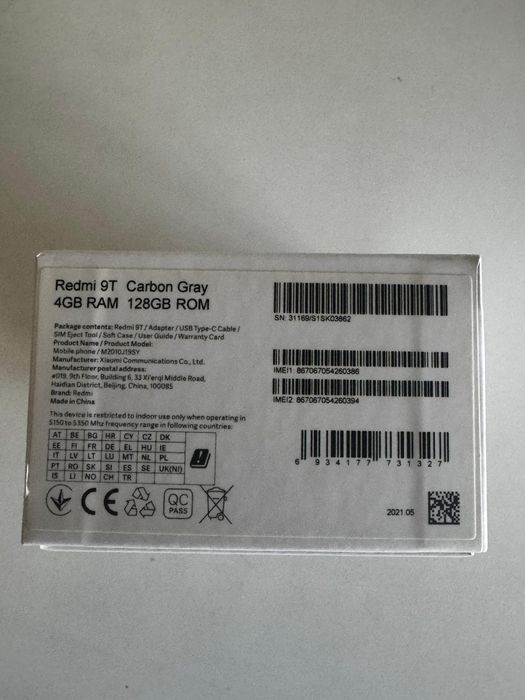 Redmi 9T Carbon Gray
4GB RAM 128GB ROM
Package contents: Redmi 9T / Adapter / USB Type-C Cable /
SIM Eject Tool / Soft Case / User Guide / Warranty Card
Product Name / Product Model:
Mobile phone / M2010J19SY
Manufacturer: Xiaomi Communications Co., Ltd.
Manufacturer postal address:
#019, 9th Floor, Building 6, 33 Xi'erqi Middle Road,
Haidian District, Beijing, China, 100085
Brand: Redmi
Made in China
This device is restricted to indoor use only when operating in
5150 to 5350 Mhz frequency range in following countries:
AT BE BG HR CY CZ DK
EE FI FR DE EL HU IE
IT LV LT LU MT NL PL
PT RO SK SI ES SE UK(NI)
IS LI NO CH TR
CE
QC
PASS
SN: 31169/S1SK03862
IMEI1: 867067054260386
IMEI2: 867067054260394
6 934177 731327
2021.05